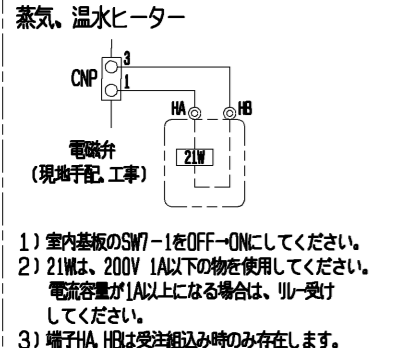 蒸気、温水ヒーター
3
CNP
1
HA
HB
電磁弁
(現地手配、工事)
21W
1) 室内基板のSW7-1をOFF→ONにしてください。
2) 21Wは、200V 1A以下の物を使用してください。
電流容量が1A以上になる場合は、リレー受け
してください。
3) 端子HA、HBは受注組込み時のみ存在します。